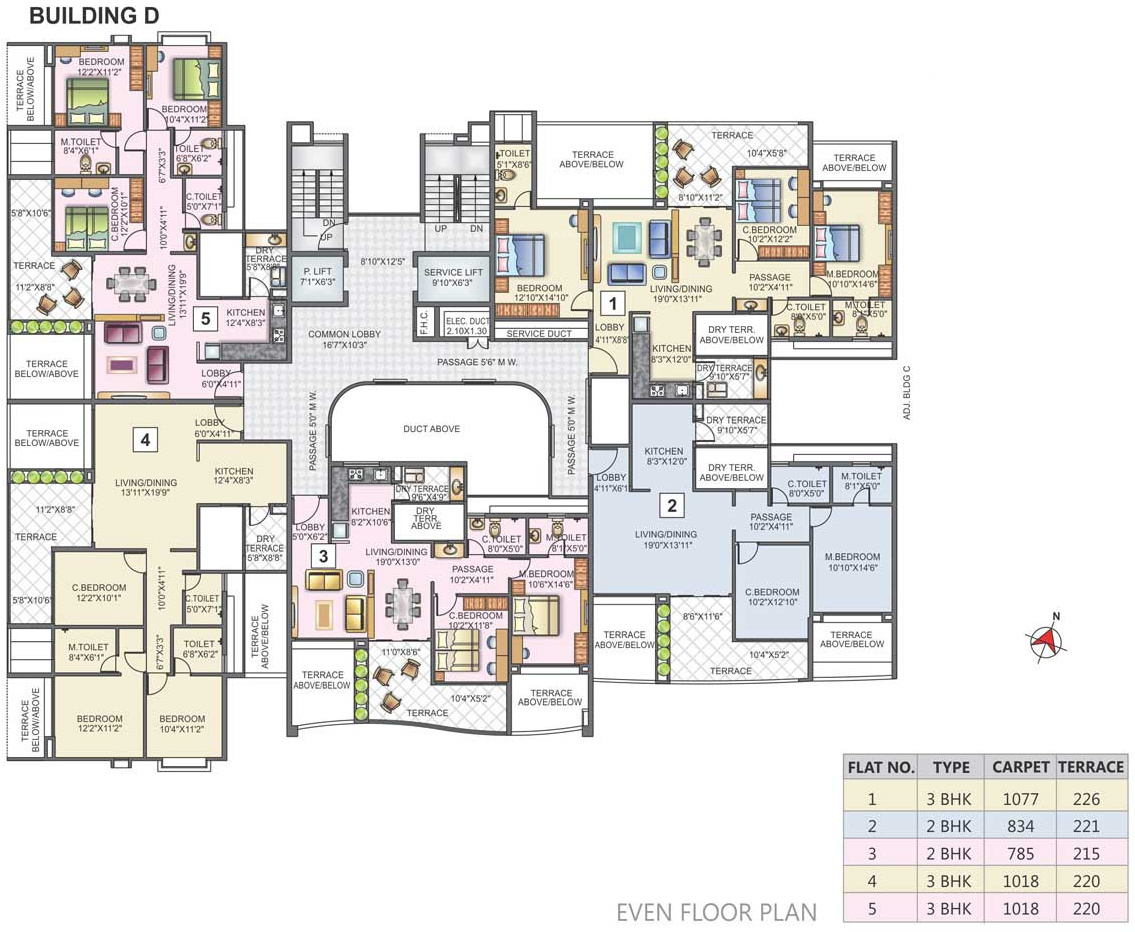 BUILDING D
TERRACE
BELOW/ABOVE
BEDROOM
12'2"X11'2"
BEDROOM
10'4"X11'2"
M.TOILET
8'4"X6'1"
6'7"X3'3"
TOILET
6'8"X6'2"
C.BEDROOM
12'2"X10'1"
10'0"X4'11"
C.TOILET
5'0"X7'1"
5'8"X10'6"
TERRACE
11'2"X8'8"
DRY
TERRACE
5'8"X8'8"
LIVING/DINING
13'11"X19'9"
5
KITCHEN
12'4"X8'3"
TERRACE
BELOW/ABOVE
LOBBY
6'0"X4'11"
DN
UP
UP
DN
P. LIFT
7'1"X6'3"
8'10"X12'5"
SERVICE LIFT
9'10"X6'3"
COMMON LOBBY
16'7"X10'3"
F.H.C.
ELEC. DUCT
2.10X1.30
SERVICE DUCT
PASSAGE 5'6" M W.
PASSAGE 5'0" M W.
PASSAGE 5'0" M W.
DUCT ABOVE
TOILET
5'1"X8'6"
TERRACE
ABOVE/BELOW
TERRACE
10'4"X5'8"
8'10"X11'2"
TERRACE
ABOVE/BELOW
BEDROOM
12'10"X14'10"
LIVING/DINING
19'0"X13'11"
1
C.BEDROOM
10'2"X12'2"
M.BEDROOM
10'10"X14'6"
PASSAGE
10'2"X4'11"
C.TOILET
8'0"X5'0"
M.TOILET
8'1"X5'0"
LOBBY
4'11"X8'8"
KITCHEN
8'3"X12'0"
DRY TERR.
ABOVE/BELOW
DRY TERRACE
9'10"X5'7"
ADJ. BLDG C
TERRACE
BELOW/ABOVE
4
LOBBY
6'0"X4'11"
KITCHEN
12'4"X8'3"
LIVING/DINING
13'11"X19'9"
11'2"X8'8"
TERRACE
5'8"X10'6"
DRY
TERRACE
5'8"X8'8"
C.BEDROOM
12'2"X10'1"
10'0"X4'11"
C.TOILET
5'0"X7'1"
M.TOILET
8'4"X6'1"
6'7"X3'3"
TOILET
6'8"X6'2"
TERRACE
ABOVE/BELOW
TERRACE
BELOW/ABOVE
BEDROOM
12'2"X11'2"
BEDROOM
10'4"X11'2"
LOBBY
5'0"X6'2"
KITCHEN
8'2"X10'6"
DRY TERRACE
9'6"X4'9"
DRY
TERR.
ABOVE
3
LIVING/DINING
19'0"X13'0"
C.TOILET
8'0"X5'0"
M.TOILET
8'1"X5'0"
PASSAGE
10'2"X4'11"
M.BEDROOM
10'6"X14'6"
C.BEDROOM
10'2"X11'8"
TERRACE
ABOVE/BELOW
11'0"X8'6"
10'4"X5'2"
TERRACE
TERRACE
ABOVE/BELOW
DRY TERRACE
9'10"X5'7"
KITCHEN
8'3"X12'0"
DRY TERR.
ABOVE/BELOW
LOBBY
4'11"X6'1"
2
LIVING/DINING
19'0"X13'11"
C.TOILET
8'0"X5'0"
M.TOILET
8'1"X5'0"
PASSAGE
10'2"X4'11"
M.BEDROOM
10'10"X14'6"
C.BEDROOM
10'2"X12'10"
TERRACE
ABOVE/BELOW
8'6"X11'6"
10'4"X5'2"
TERRACE
TERRACE
ABOVE/BELOW
N
FLAT NO. TYPE CARPET TERRACE
1 3 BHK 1077 226
2 2 BHK 834 221
3 2 BHK 785 215
4 3 BHK 1018 220
5 3 BHK 1018 220
EVEN FLOOR PLAN